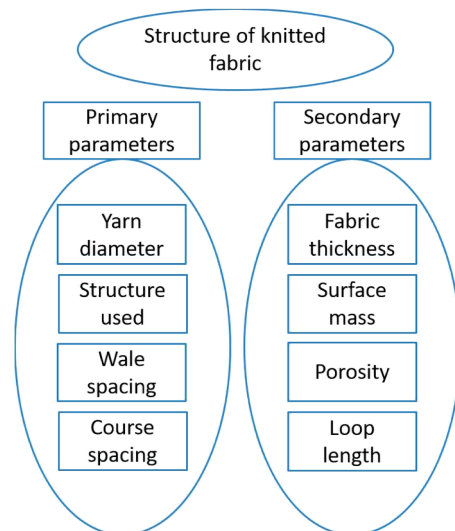 Structure of knitted
fabric
Primary
parameters
Yarn
diameter
Structure
used
Wale
spacing
Course
spacing
Secondary
parameters
Fabric
thickness
Surface
mass
Porosity
Loop
length